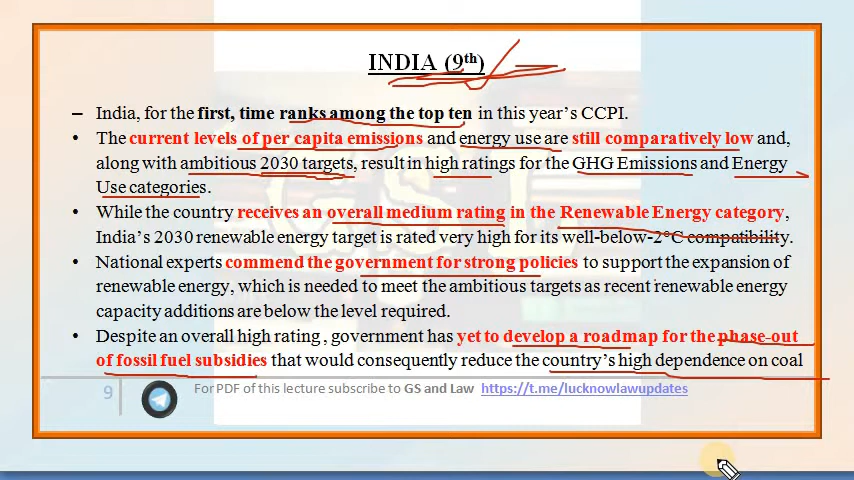 INDIA (9th)
– India, for the first, time ranks among the top ten in this year's CCPI.
• The current levels of per capita emissions and energy use are still comparatively low and,
along with ambitious 2030 targets, result in high ratings for the GHG Emissions and Energy
Use categories.
• While the country receives an overall medium rating in the Renewable Energy category,
India's 2030 renewable energy target is rated very high for its well-below-2°C compatibility.
• National experts commend the government for strong policies to support the expansion of
renewable energy, which is needed to meet the ambitious targets as recent renewable energy
capacity additions are below the level required.
• Despite an overall high rating , government has yet to develop a roadmap for the phase-out
of fossil fuel subsidies that would consequently reduce the country's high dependence on coal
9 For PDF of this lecture subscribe to GS and Law https://t.me/lucknowlawupdates